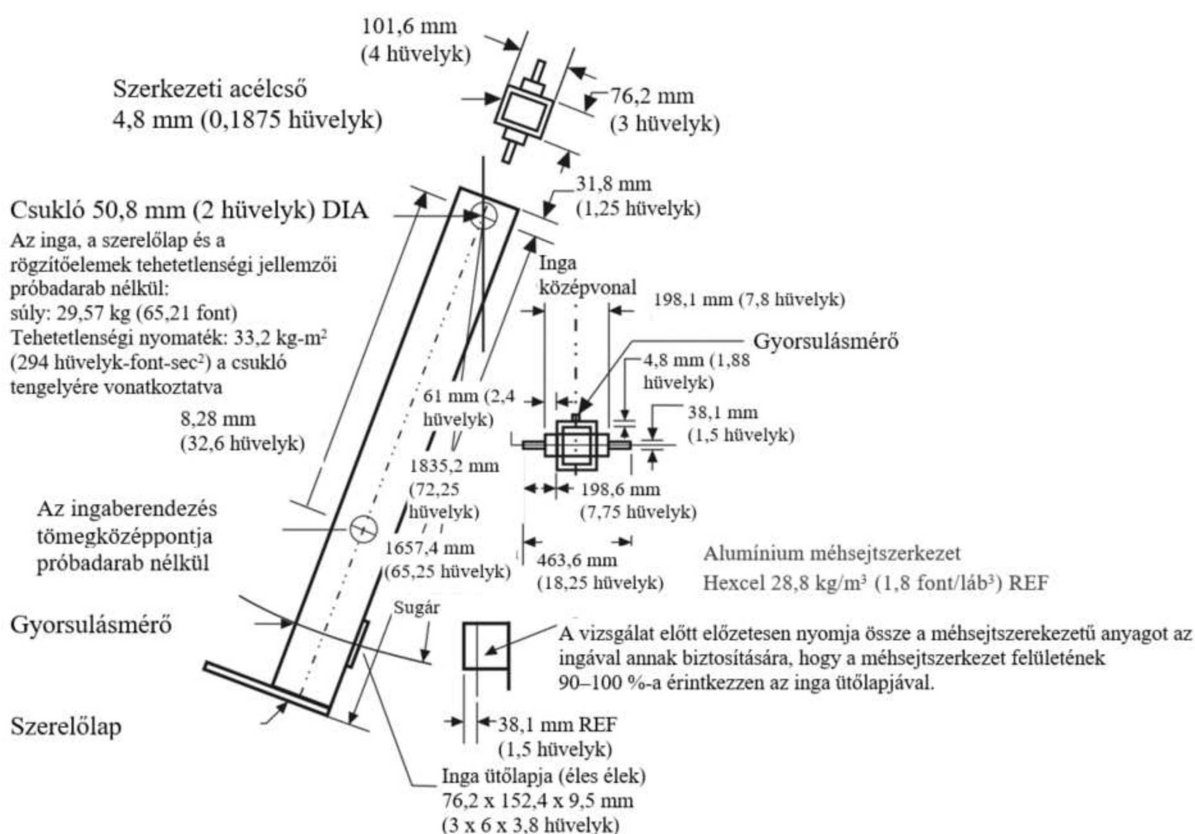 101,6 mm
(4 hüvelyk)
Szerkezeti acélcső
4,8 mm (0,1875 hüvelyk)
76,2 mm
(3 hüvelyk)
31,8 mm
(1,25 hüvelyk)
Csukló 50,8 mm (2 hüvelyk) DIA
Az inga, a szerelőlap és a
rögzítőelemek tehetetlenségi jellemzői
próbadarab nélkül:
súly: 29,57 kg (65,21 font)
Tehetetlenségi nyomaték: 33,2 kg-m²
(294 hüvelyk-font-sec²) a csukló
tengelyére vonatkoztatva
Inga
középvonal
198,1 mm (7,8 hüvelyk)
Gyorsulásmérő
4,8 mm (1,88
hüvelyk)
61 mm (2,4
hüvelyk)
38,1 mm
(1,5 hüvelyk)
8,28 mm
(32,6 hüvelyk)
1835,2 mm
(72,25
hüvelyk)
198,6 mm
(7,75 hüvelyk)
Az ingaberendezés
tömegközéppontja
próbadarab nélkül
1657,4 mm
(65,25 hüvelyk)
463,6 mm
(18,25 hüvelyk)
Alumínium méhsejtszerkezet
Hexcel 28,8 kg/m³ (1,8 font/láb³) REF
Sugár
Gyorsulásmérő
A vizsgálat előtt előzetesen nyomja össze a méhsejtszerekezetű anyagot az
ingával annak biztosítására, hogy a méhsejtszerkezet felületének
90–100 %-a érintkezzen az inga ütőlapjával.
Szerelőlap
38,1 mm REF
(1,5 hüvelyk)
Inga ütőlapja (éles élek)
76,2 x 152,4 x 9,5 mm
(3 x 6 x 3,8 hüvelyk)